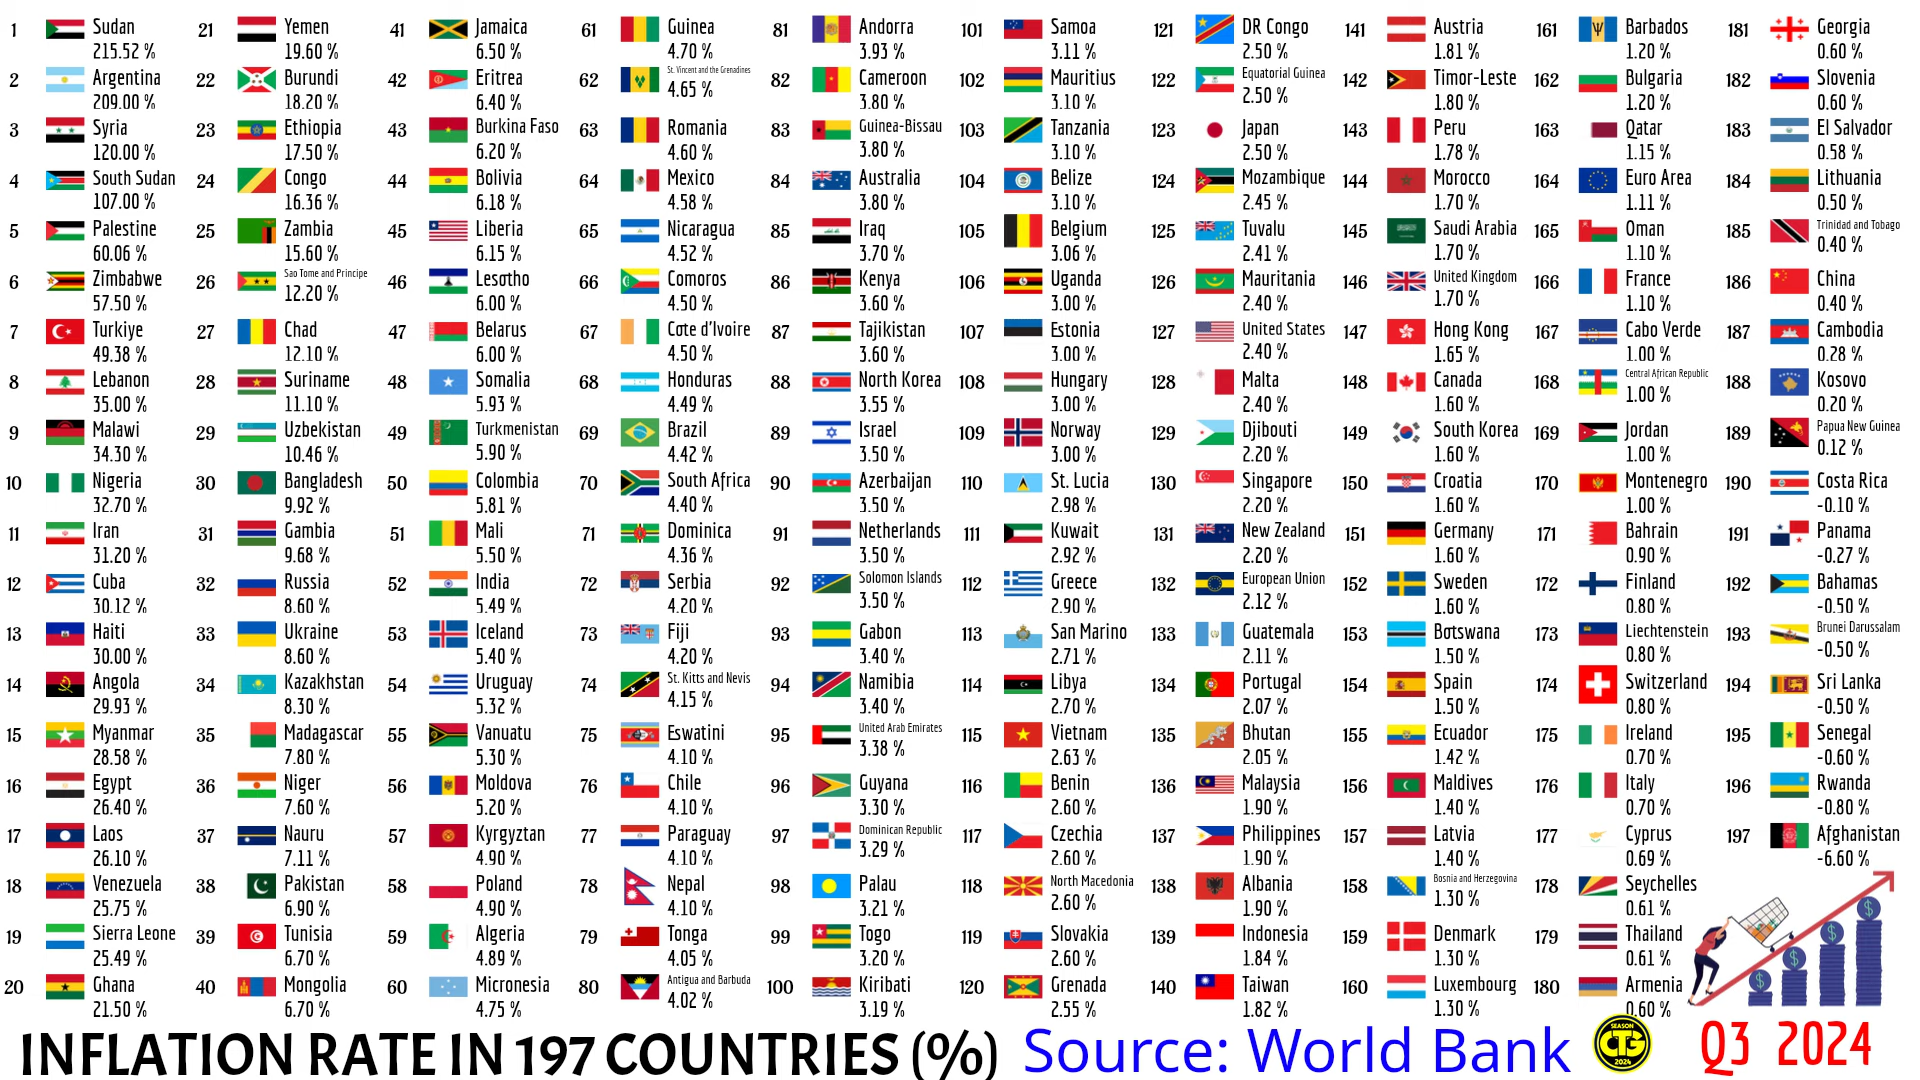 1 Sudan
215.52 %
2 Argentina
209.00 %
3 Syria
120.00 %
4 South Sudan
107.00 %
5 Palestine
60.06 %
6 Zimbabwe
57.50 %
7 Turkiye
49.38 %
8 Lebanon
35.00 %
9 Malawi
34.30 %
10 Nigeria
32.70 %
11 Iran
31.20 %
12 Cuba
30.12 %
13 Haiti
30.00 %
14 Angola
29.93 %
15 Myanmar
28.58 %
16 Egypt
26.40 %
17 Laos
26.10 %
18 Venezuela
25.75 %
19 Sierra Leone
25.49 %
20 Ghana
21.50 %
21 Yemen
19.60 %
22 Burundi
18.20 %
23 Ethiopia
17.50 %
24 Congo
16.36 %
25 Zambia
15.60 %
26 Sao Tome and Principe
12.20 %
27 Chad
12.10 %
28 Suriname
11.10 %
29 Uzbekistan
10.46 %
30 Bangladesh
9.92 %
31 Gambia
9.68 %
32 Russia
8.60 %
33 Ukraine
8.60 %
34 Kazakhstan
8.30 %
35 Madagascar
7.80 %
36 Niger
7.60 %
37 Nauru
7.11 %
38 Pakistan
6.90 %
39 Tunisia
6.70 %
40 Mongolia
6.70 %
41 Jamaica
6.50 %
42 Eritrea
6.40 %
43 Burkina Faso
6.20 %
44 Bolivia
6.18 %
45 Liberia
6.15 %
46 Lesotho
6.00 %
47 Belarus
6.00 %
48 Somalia
5.93 %
49 Turkmenistan
5.90 %
50 Colombia
5.81 %
51 Mali
5.50 %
52 India
5.49 %
53 Iceland
5.40 %
54 Uruguay
5.32 %
55 Vanuatu
5.30 %
56 Moldova
5.20 %
57 Kyrgyztan
4.90 %
58 Poland
4.90 %
59 Algeria
4.89 %
60 Micronesia
4.75 %
61 Guinea
4.70 %
62 St. Vincent and the Grenadines
4.65 %
63 Romania
4.60 %
64 Mexico
4.58 %
65 Nicaragua
4.52 %
66 Comoros
4.50 %
67 Cote d'Ivoire
4.50 %
68 Honduras
4.49 %
69 Brazil
4.42 %
70 South Africa
4.40 %
71 Dominica
4.36 %
72 Serbia
4.20 %
73 Fiji
4.20 %
74 St. Kitts and Nevis
4.15 %
75 Eswatini
4.10 %
76 Chile
4.10 %
77 Paraguay
4.10 %
78 Nepal
4.10 %
79 Tonga
4.05 %
80 Antigua and Barbuda
4.02 %
81 Andorra
3.93 %
82 Cameroon
3.80 %
83 Guinea-Bissau
3.80 %
84 Australia
3.80 %
85 Iraq
3.70 %
86 Kenya
3.60 %
87 Tajikistan
3.60 %
88 North Korea
3.55 %
89 Israel
3.50 %
90 Azerbaijan
3.50 %
91 Netherlands
3.50 %
92 Solomon Islands
3.50 %
93 Gabon
3.40 %
94 Namibia
3.40 %
95 United Arab Emirates
3.38 %
96 Guyana
3.30 %
97 Dominican Republic
3.29 %
98 Palau
3.21 %
99 Togo
3.20 %
100 Kiribati
3.19 %
101 Samoa
3.11 %
102 Mauritius
3.10 %
103 Tanzania
3.10 %
104 Belize
3.10 %
105 Belgium
3.06 %
106 Uganda
3.00 %
107 Estonia
3.00 %
108 Hungary
3.00 %
109 Norway
3.00 %
110 St. Lucia
2.98 %
111 Kuwait
2.92 %
112 Greece
2.90 %
113 San Marino
2.71 %
114 Libya
2.70 %
115 Vietnam
2.63 %
116 Benin
2.60 %
117 Czechia
2.60 %
118 North Macedonia
2.60 %
119 Slovakia
2.60 %
120 Grenada
2.55 %
121 DR Congo
2.50 %
122 Equatorial Guinea
2.50 %
123 Japan
2.50 %
124 Mozambique
2.45 %
125 Tuvalu
2.41 %
126 Mauritania
2.40 %
127 United States
2.40 %
128 Malta
2.40 %
129 Djibouti
2.20 %
130 Singapore
2.20 %
131 New Zealand
2.20 %
132 European Union
2.12 %
133 Guatemala
2.11 %
134 Portugal
2.07 %
135 Bhutan
2.05 %
136 Malaysia
1.90 %
137 Philippines
1.90 %
138 Albania
1.90 %
139 Indonesia
1.84 %
140 Taiwan
1.82 %
141 Austria
1.81 %
142 Timor-Leste
1.80 %
143 Peru
1.78 %
144 Morocco
1.70 %
145 Saudi Arabia
1.70 %
146 United Kingdom
1.70 %
147 Hong Kong
1.65 %
148 Canada
1.60 %
149 South Korea
1.60 %
150 Croatia
1.60 %
151 Germany
1.60 %
152 Sweden
1.60 %
153 Botswana
1.50 %
154 Spain
1.50 %
155 Ecuador
1.42 %
156 Maldives
1.40 %
157 Latvia
1.40 %
158 Bosnia and Herzegovina
1.30 %
159 Denmark
1.30 %
160 Luxembourg
1.30 %
161 Barbados
1.20 %
162 Bulgaria
1.20 %
163 Qatar
1.15 %
164 Euro Area
1.11 %
165 Oman
1.10 %
166 France
1.10 %
167 Cabo Verde
1.00 %
168 Central African Republic
1.00 %
169 Jordan
1.00 %
170 Montenegro
1.00 %
171 Bahrain
0.90 %
172 Finland
0.80 %
173 Liechtenstein
0.80 %
174 Switzerland
0.80 %
175 Ireland
0.70 %
176 Italy
0.70 %
177 Cyprus
0.69 %
178 Seychelles
0.61 %
179 Thailand
0.61 %
180 Armenia
0.60 %
181 Georgia
0.60 %
182 Slovenia
0.60 %
183 El Salvador
0.58 %
184 Lithuania
0.50 %
185 Trinidad and Tobago
0.40 %
186 China
0.40 %
187 Cambodia
0.28 %
188 Kosovo
0.20 %
189 Papua New Guinea
0.12 %
190 Costa Rica
-0.10 %
191 Panama
-0.27 %
192 Bahamas
-0.50 %
193 Brunei Darussalam
-0.50 %
194 Sri Lanka
-0.50 %
195 Senegal
-0.60 %
196 Rwanda
-0.80 %
197 Afghanistan
-6.60 %
$ $ $ $
INFLATION RATE IN 197 COUNTRIES (%) Source: World Bank
SEASON
CTG
2024
Q3 2024